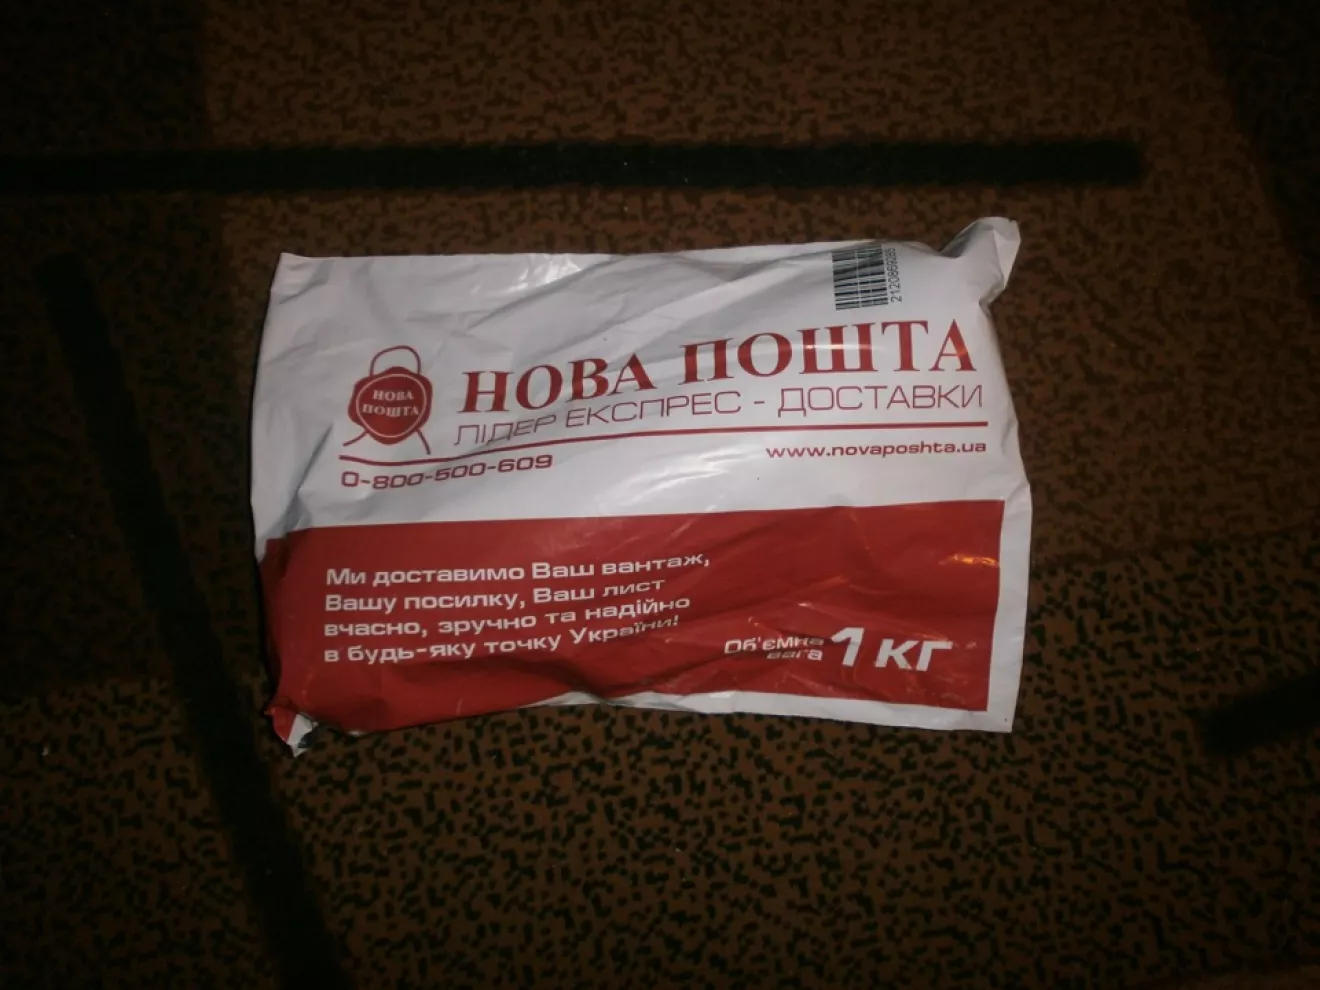 2120869285
НОВА
ПОШТА
НОВА ПОШТА
ЛІДЕР ЕКСПРЕС - ДОСТАВКИ
www.novaposhta.ua
0-800-500-609
Ми доставимо Ваш вантаж,
Вашу посилку, Ваш лист
вчасно, зручно та надійно
в будь-яку точку України!
Об'ємна
вага
1 кг